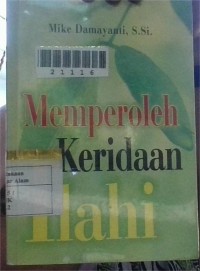 Mike Damayanti, S.Si.
21116
Memperoleh
Keridaan
Ilahi